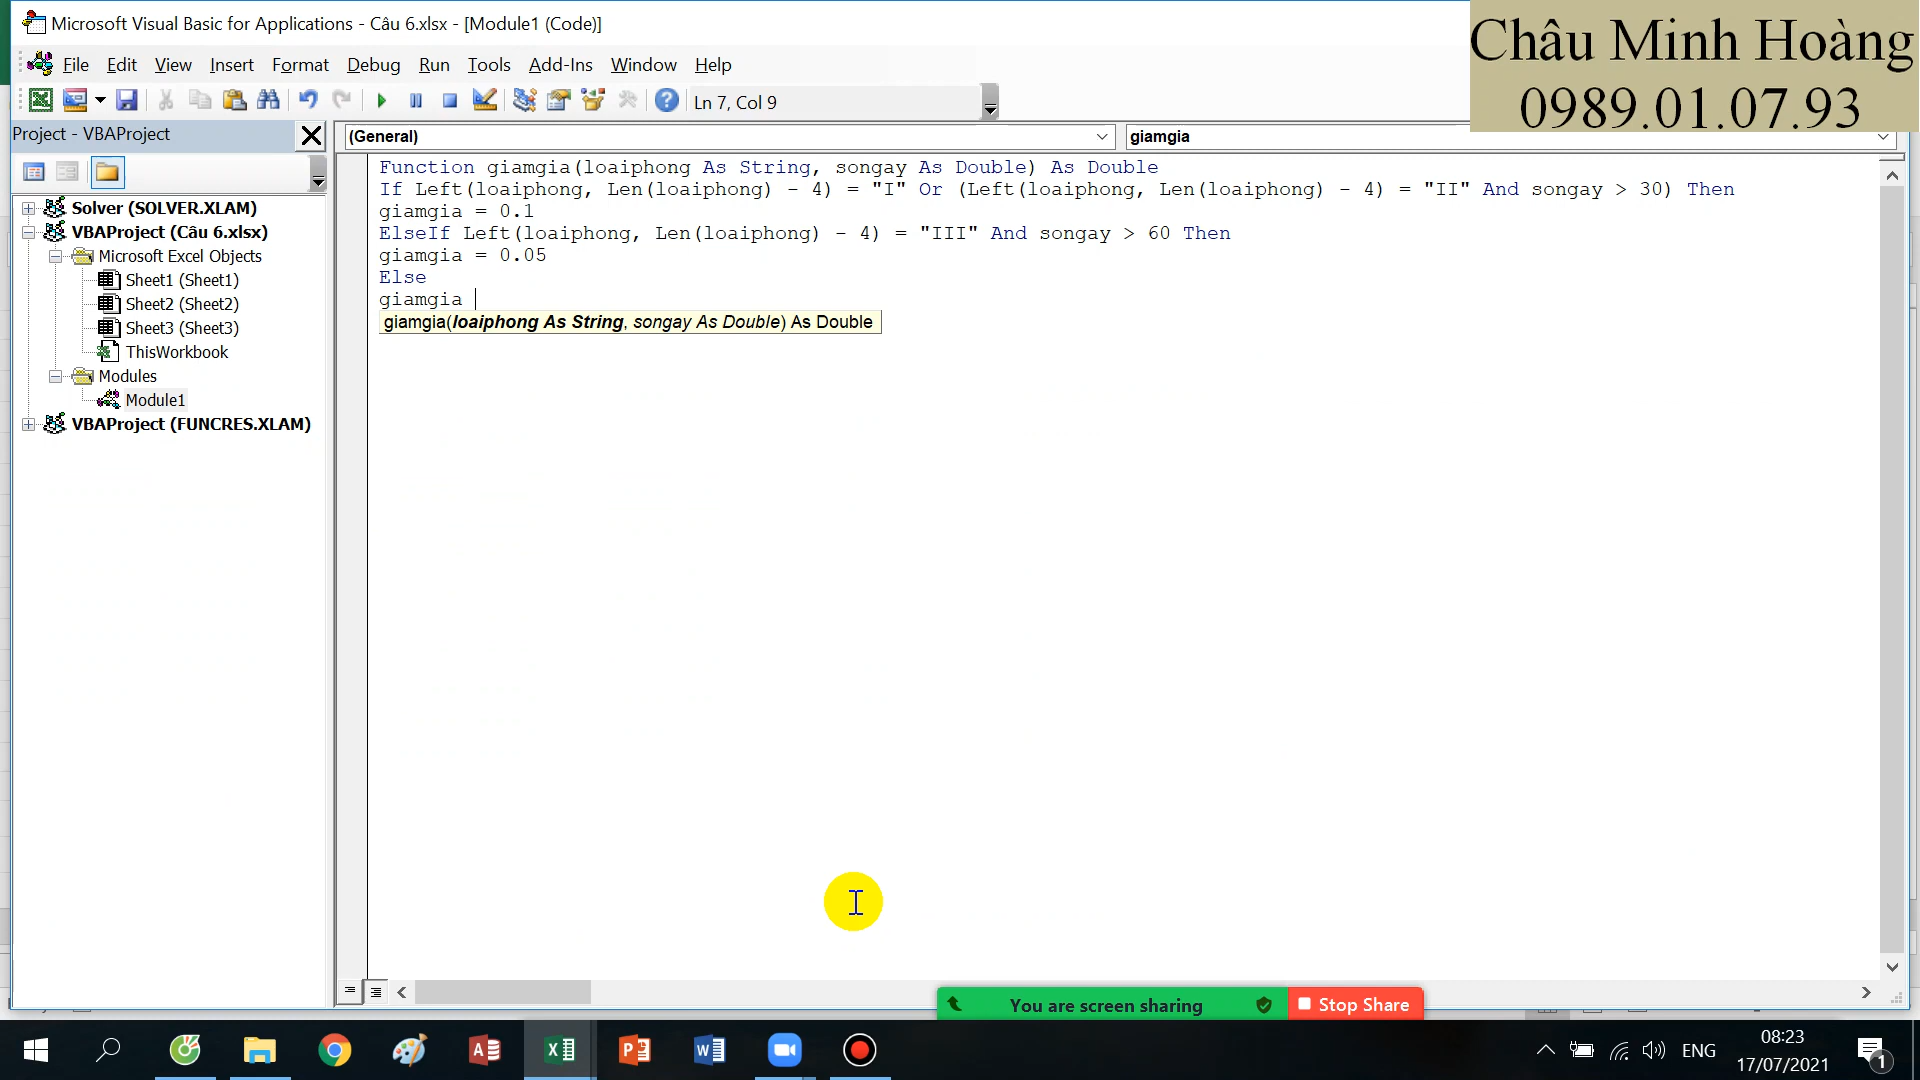 Microsoft Visual Basic for Applications - Câu 6.xlsx - [Module1 (Code)]
Châu Minh Hoàng
0989.01.07.93
File Edit View Insert Format Debug Run Tools Add-Ins Window Help
Ln 7, Col 9
Project - VBAProject
(General)
giamgia
Solver (SOLVER.XLAM)
VBAProject (Câu 6.xlsx)
Microsoft Excel Objects
Sheet1 (Sheet1)
Sheet2 (Sheet2)
Sheet3 (Sheet3)
ThisWorkbook
Modules
Module1
VBAProject (FUNCRES.XLAM)
Function giamgia(loaiphong As String, songay As Double) As Double
If Left(loaiphong, Len(loaiphong) - 4) = "I" Or (Left(loaiphong, Len(loaiphong) - 4) = "II" And songay > 30) Then
giamgia = 0.1
ElseIf Left(loaiphong, Len(loaiphong) - 4) = "III" And songay > 60 Then
giamgia = 0.05
Else
giamgia
giamgia(loaiphong As String, songay As Double) As Double
You are screen sharing
Stop Share
ENG
08:23
17/07/2021
1